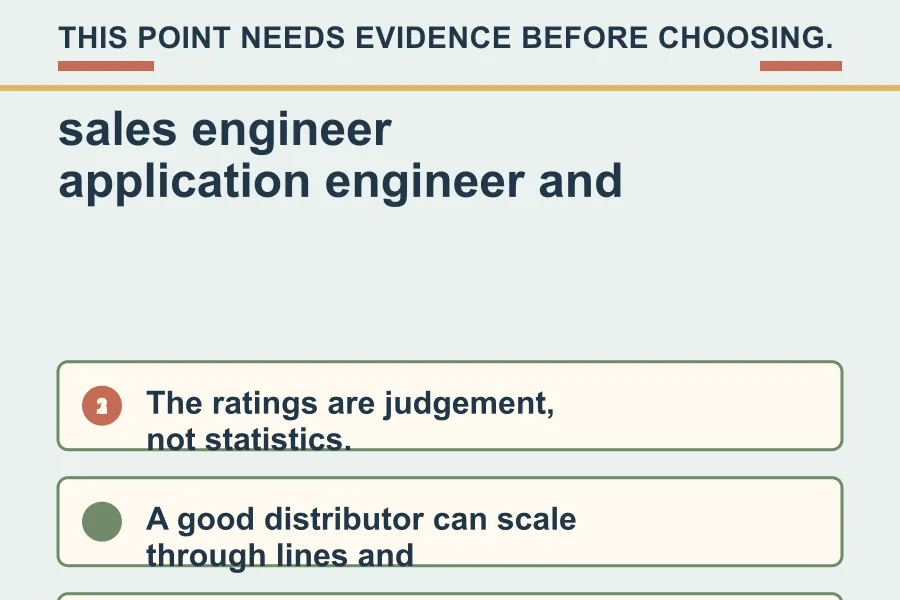 THIS POINT NEEDS EVIDENCE BEFORE CHOOSING.
sales engineer
application engineer and
The ratings are judgement,
not statistics.
A good distributor can scale
through lines and